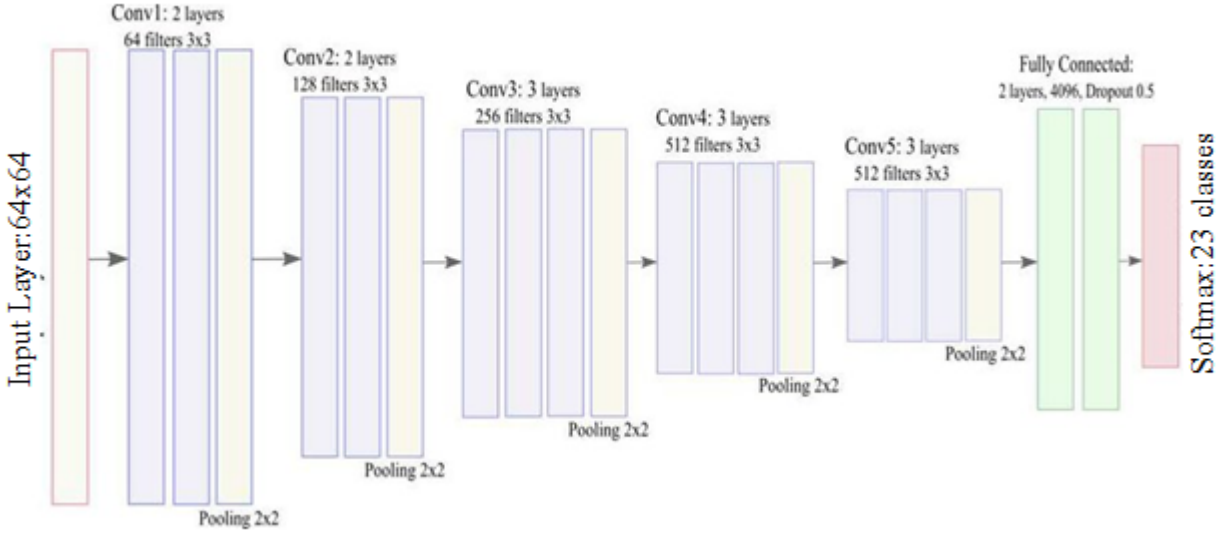 Input Layer:64x64
Conv1: 2 layers
64 filters 3x3
Pooling 2x2
Conv2: 2 layers
128 filters 3x3
Pooling 2x2
Conv3: 3 layers
256 filters 3x3
Pooling 2x2
Conv4: 3 layers
512 filters 3x3
Pooling 2x2
Conv5: 3 layers
512 filters 3x3
Pooling 2x2
Fully Connected:
2 layers, 4096, Dropout 0.5
Softmax:23 classes